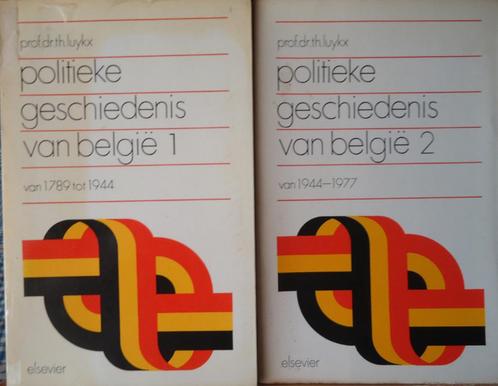 prof.dr.th.luykx
politieke
geschiedenis
van belgië 1
van 1789 tot 1944
elsevier
prof.dr.th.luykx
politieke
geschiedenis
van belgië 2
van 1944-1977
elsevier